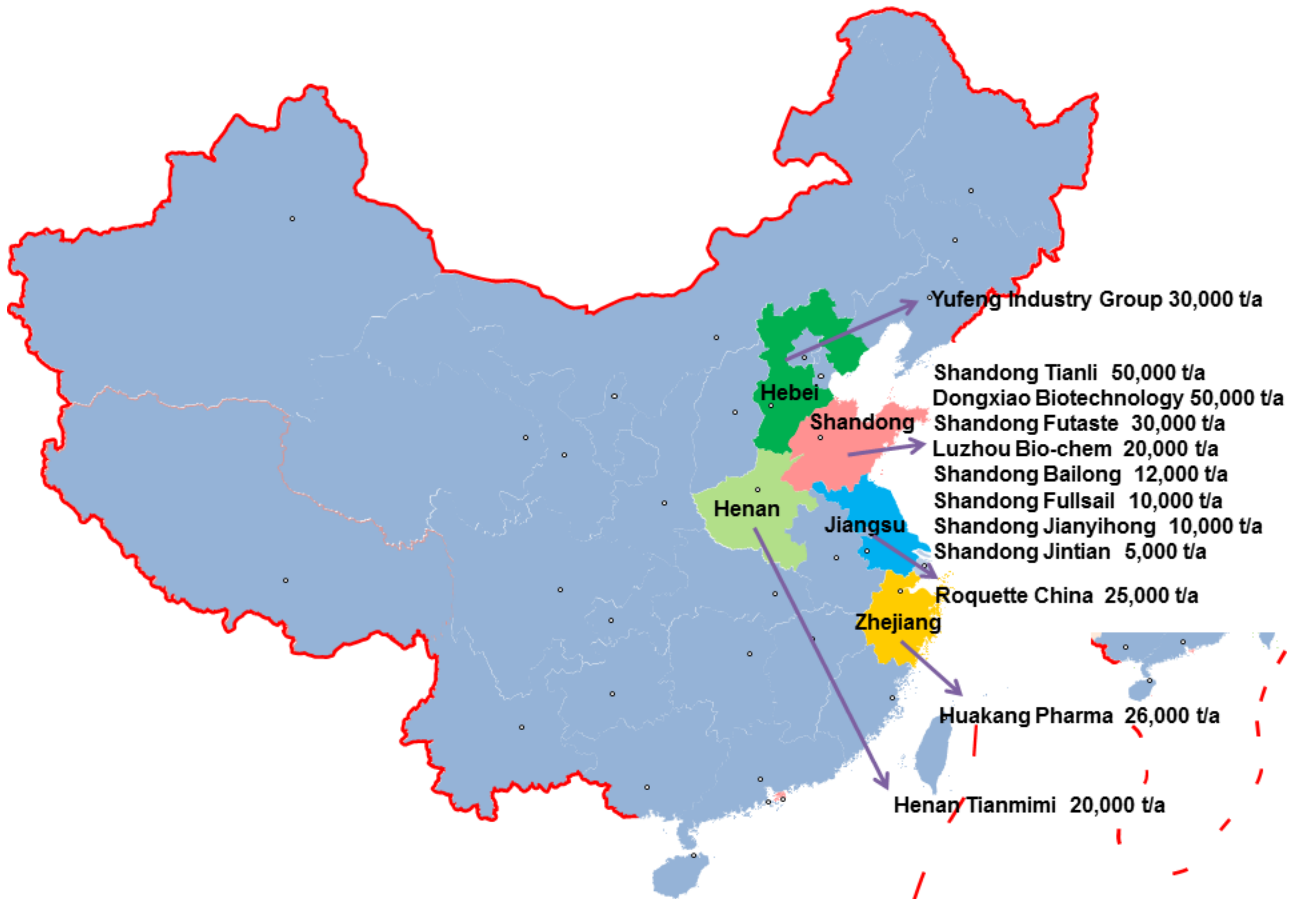 Yufeng Industry Group 30,000 t/a
Shandong Tianli 50,000 t/a
Hebei
Dongxiao Biotechnology 50,000 t/a
Shandong
Shandong Futaste 30,000 t/a
Luzhou Bio-chem 20,000 t/a
Shandong Bailong 12,000 t/a
Shandong Fullsail 10,000 t/a
Henan
Jiangsu
Shandong Jianyihong 10,000 t/a
Shandong Jintian 5,000 t/a
Roquette China 25,000 t/a
Zhejiang
Huakang Pharma 26,000 t/a
Henan Tianmimi 20,000 t/a